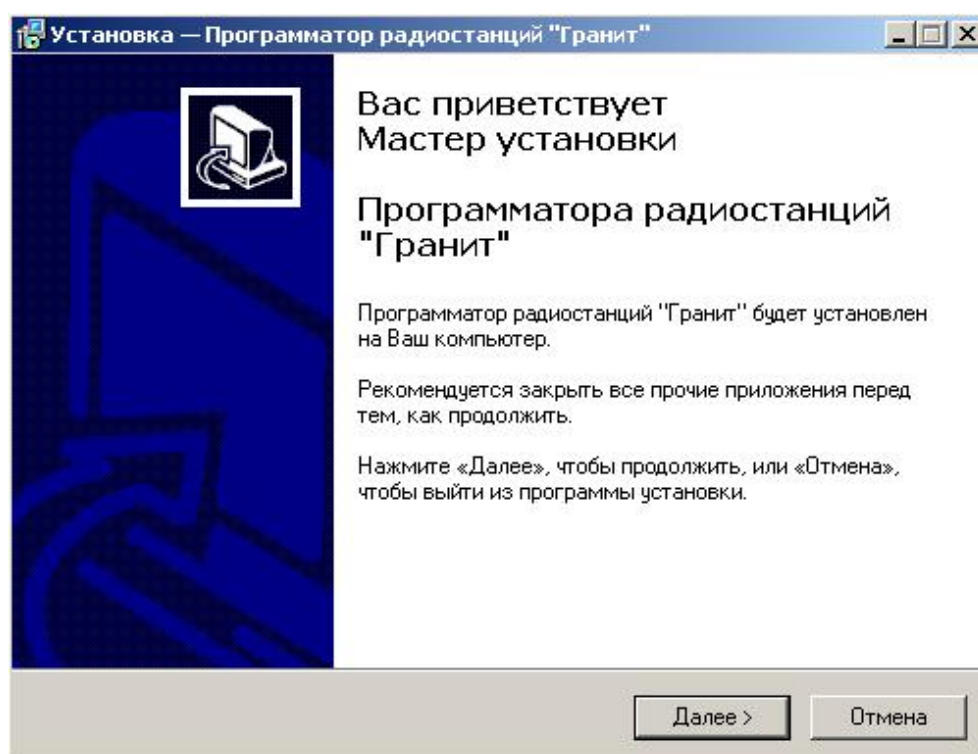 Установка — Программатор радиостанций "Гранит"
Вас приветствует
Мастер установки
Программатора радиостанций
"Гранит"
Программатор радиостанций "Гранит" будет установлен
на Ваш компьютер.
Рекомендуется закрыть все прочие приложения перед
тем, как продолжить.
Нажмите «Далее», чтобы продолжить, или «Отмена»,
чтобы выйти из программы установки.
Далее >
Отмена